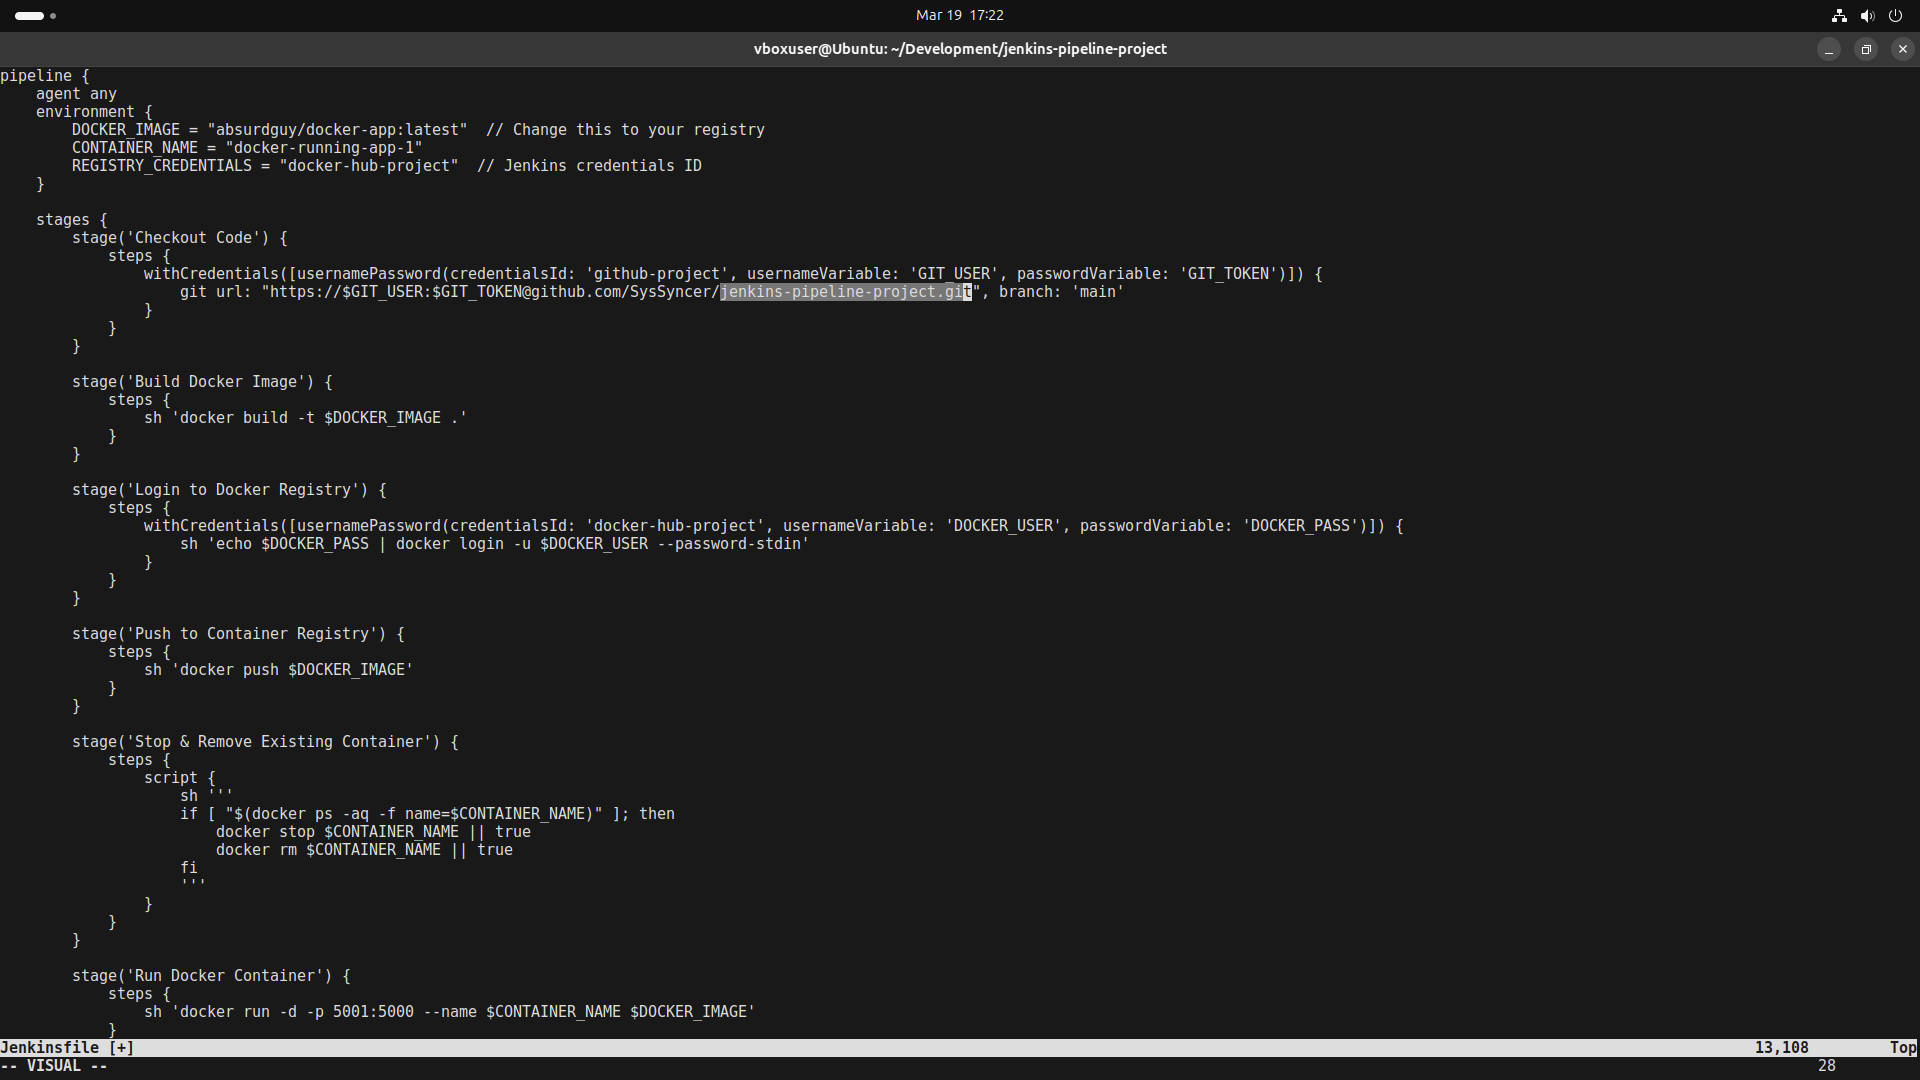 Mar 19 17:22
vboxuser@Ubuntu: ~/Development/jenkins-pipeline-project
pipeline {
    agent any
    environment {
        DOCKER_IMAGE = "absurdguy/docker-app:latest"  // Change this to your registry
        CONTAINER_NAME = "docker-running-app-1"
        REGISTRY_CREDENTIALS = "docker-hub-project"  // Jenkins credentials ID
    }

    stages {
        stage('Checkout Code') {
            steps {
                withCredentials([usernamePassword(credentialsId: 'github-project', usernameVariable: 'GIT_USER', passwordVariable: 'GIT_TOKEN')]) {
                    git url: "https://$GIT_USER:$GIT_TOKEN@github.com/SysSyncer/jenkins-pipeline-project.git", branch: 'main'
                }
            }
        }

        stage('Build Docker Image') {
            steps {
                sh 'docker build -t $DOCKER_IMAGE .'
            }
        }

        stage('Login to Docker Registry') {
            steps {
                withCredentials([usernamePassword(credentialsId: 'docker-hub-project', usernameVariable: 'DOCKER_USER', passwordVariable: 'DOCKER_PASS')]) {
                    sh 'echo $DOCKER_PASS | docker login -u $DOCKER_USER --password-stdin'
                }
            }
        }

        stage('Push to Container Registry') {
            steps {
                sh 'docker push $DOCKER_IMAGE'
            }
        }

        stage('Stop & Remove Existing Container') {
            steps {
                script {
                    sh '''
                    if [ "$(docker ps -aq -f name=$CONTAINER_NAME)" ]; then
                        docker stop $CONTAINER_NAME || true
                        docker rm $CONTAINER_NAME || true
                    fi
                    '''
                }
            }
        }

        stage('Run Docker Container') {
            steps {
                sh 'docker run -d -p 5001:5000 --name $CONTAINER_NAME $DOCKER_IMAGE'
            }
Jenkinsfile [+] 13,108 Top
-- VISUAL -- 28